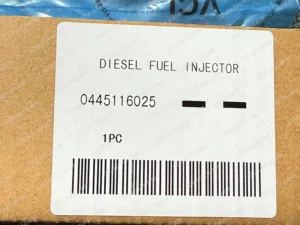 DIESEL FUEL INJECTOR
0445116025 — —
1PC